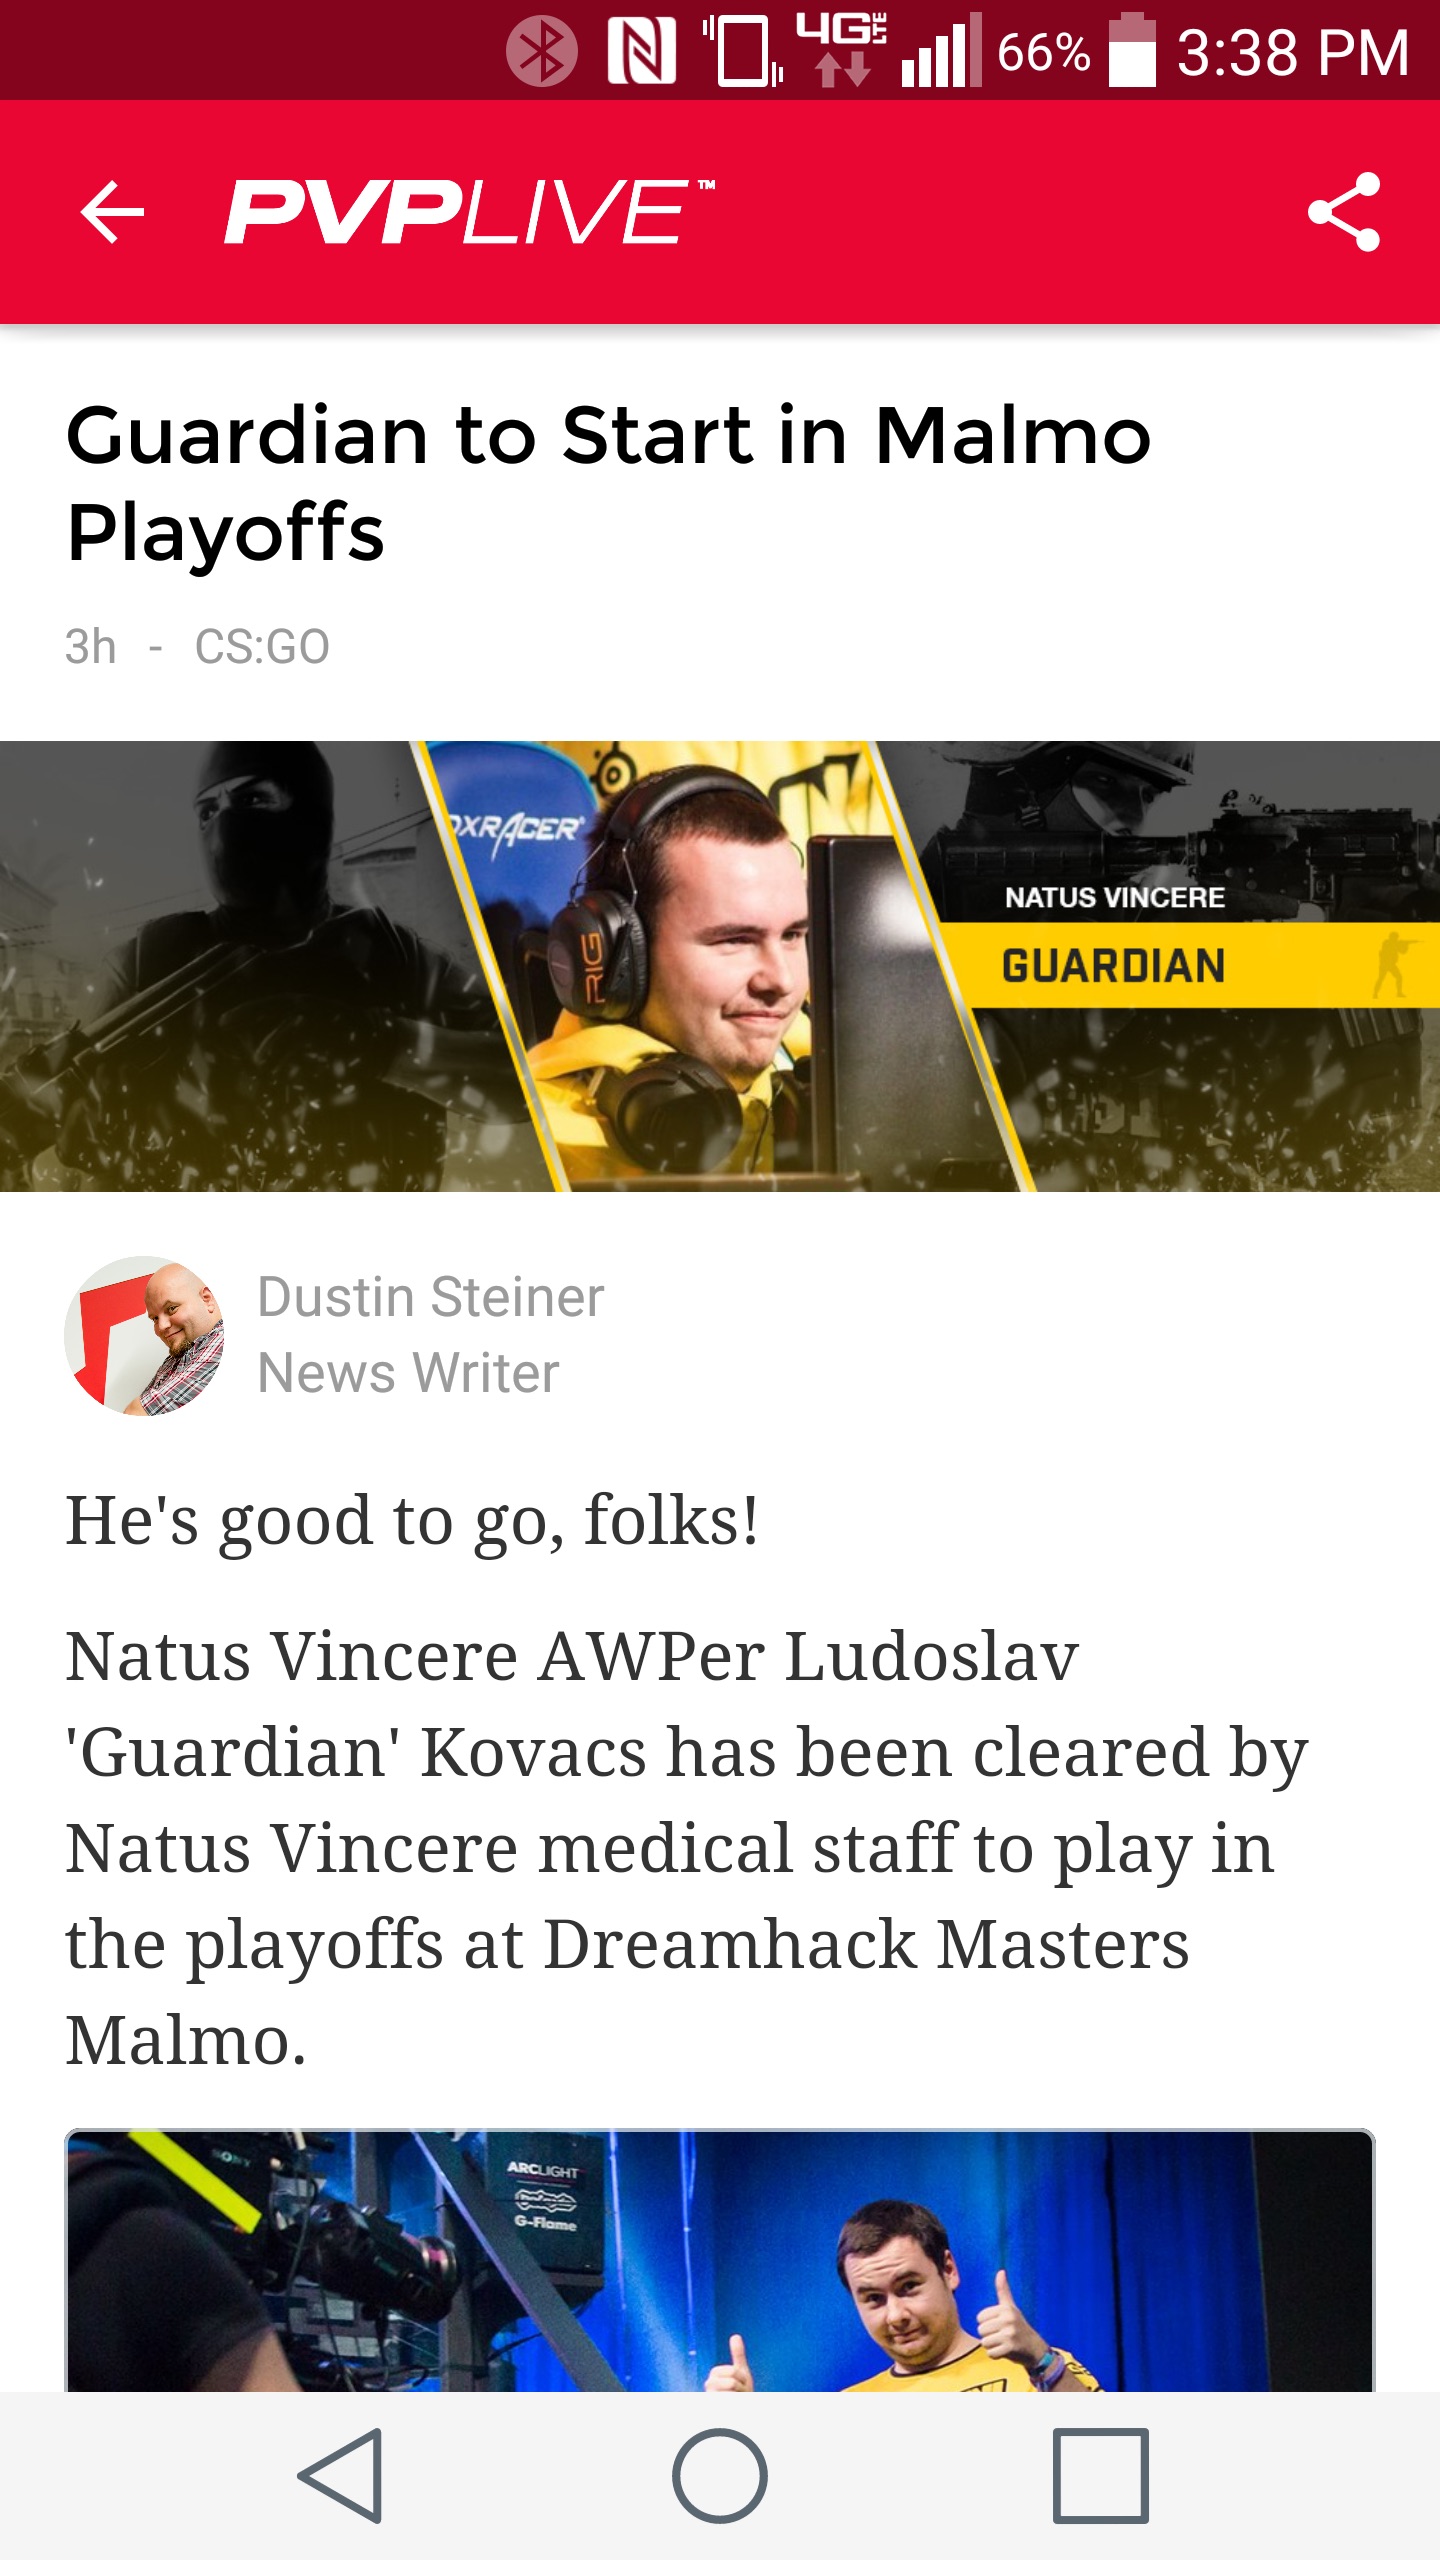 4G LTE 66% 3:38 PM
PVPLIVE™
Guardian to Start in Malmo
Playoffs
3h - CS:GO
DXRACER®
RIG
NATUS VINCERE
GUARDIAN
Dustin Steiner
News Writer
He's good to go, folks!
Natus Vincere AWPer Ludoslav
'Guardian' Kovacs has been cleared by
Natus Vincere medical staff to play in
the playoffs at Dreamhack Masters
Malmo.
SONY
ARCLIGHT
G-Flame